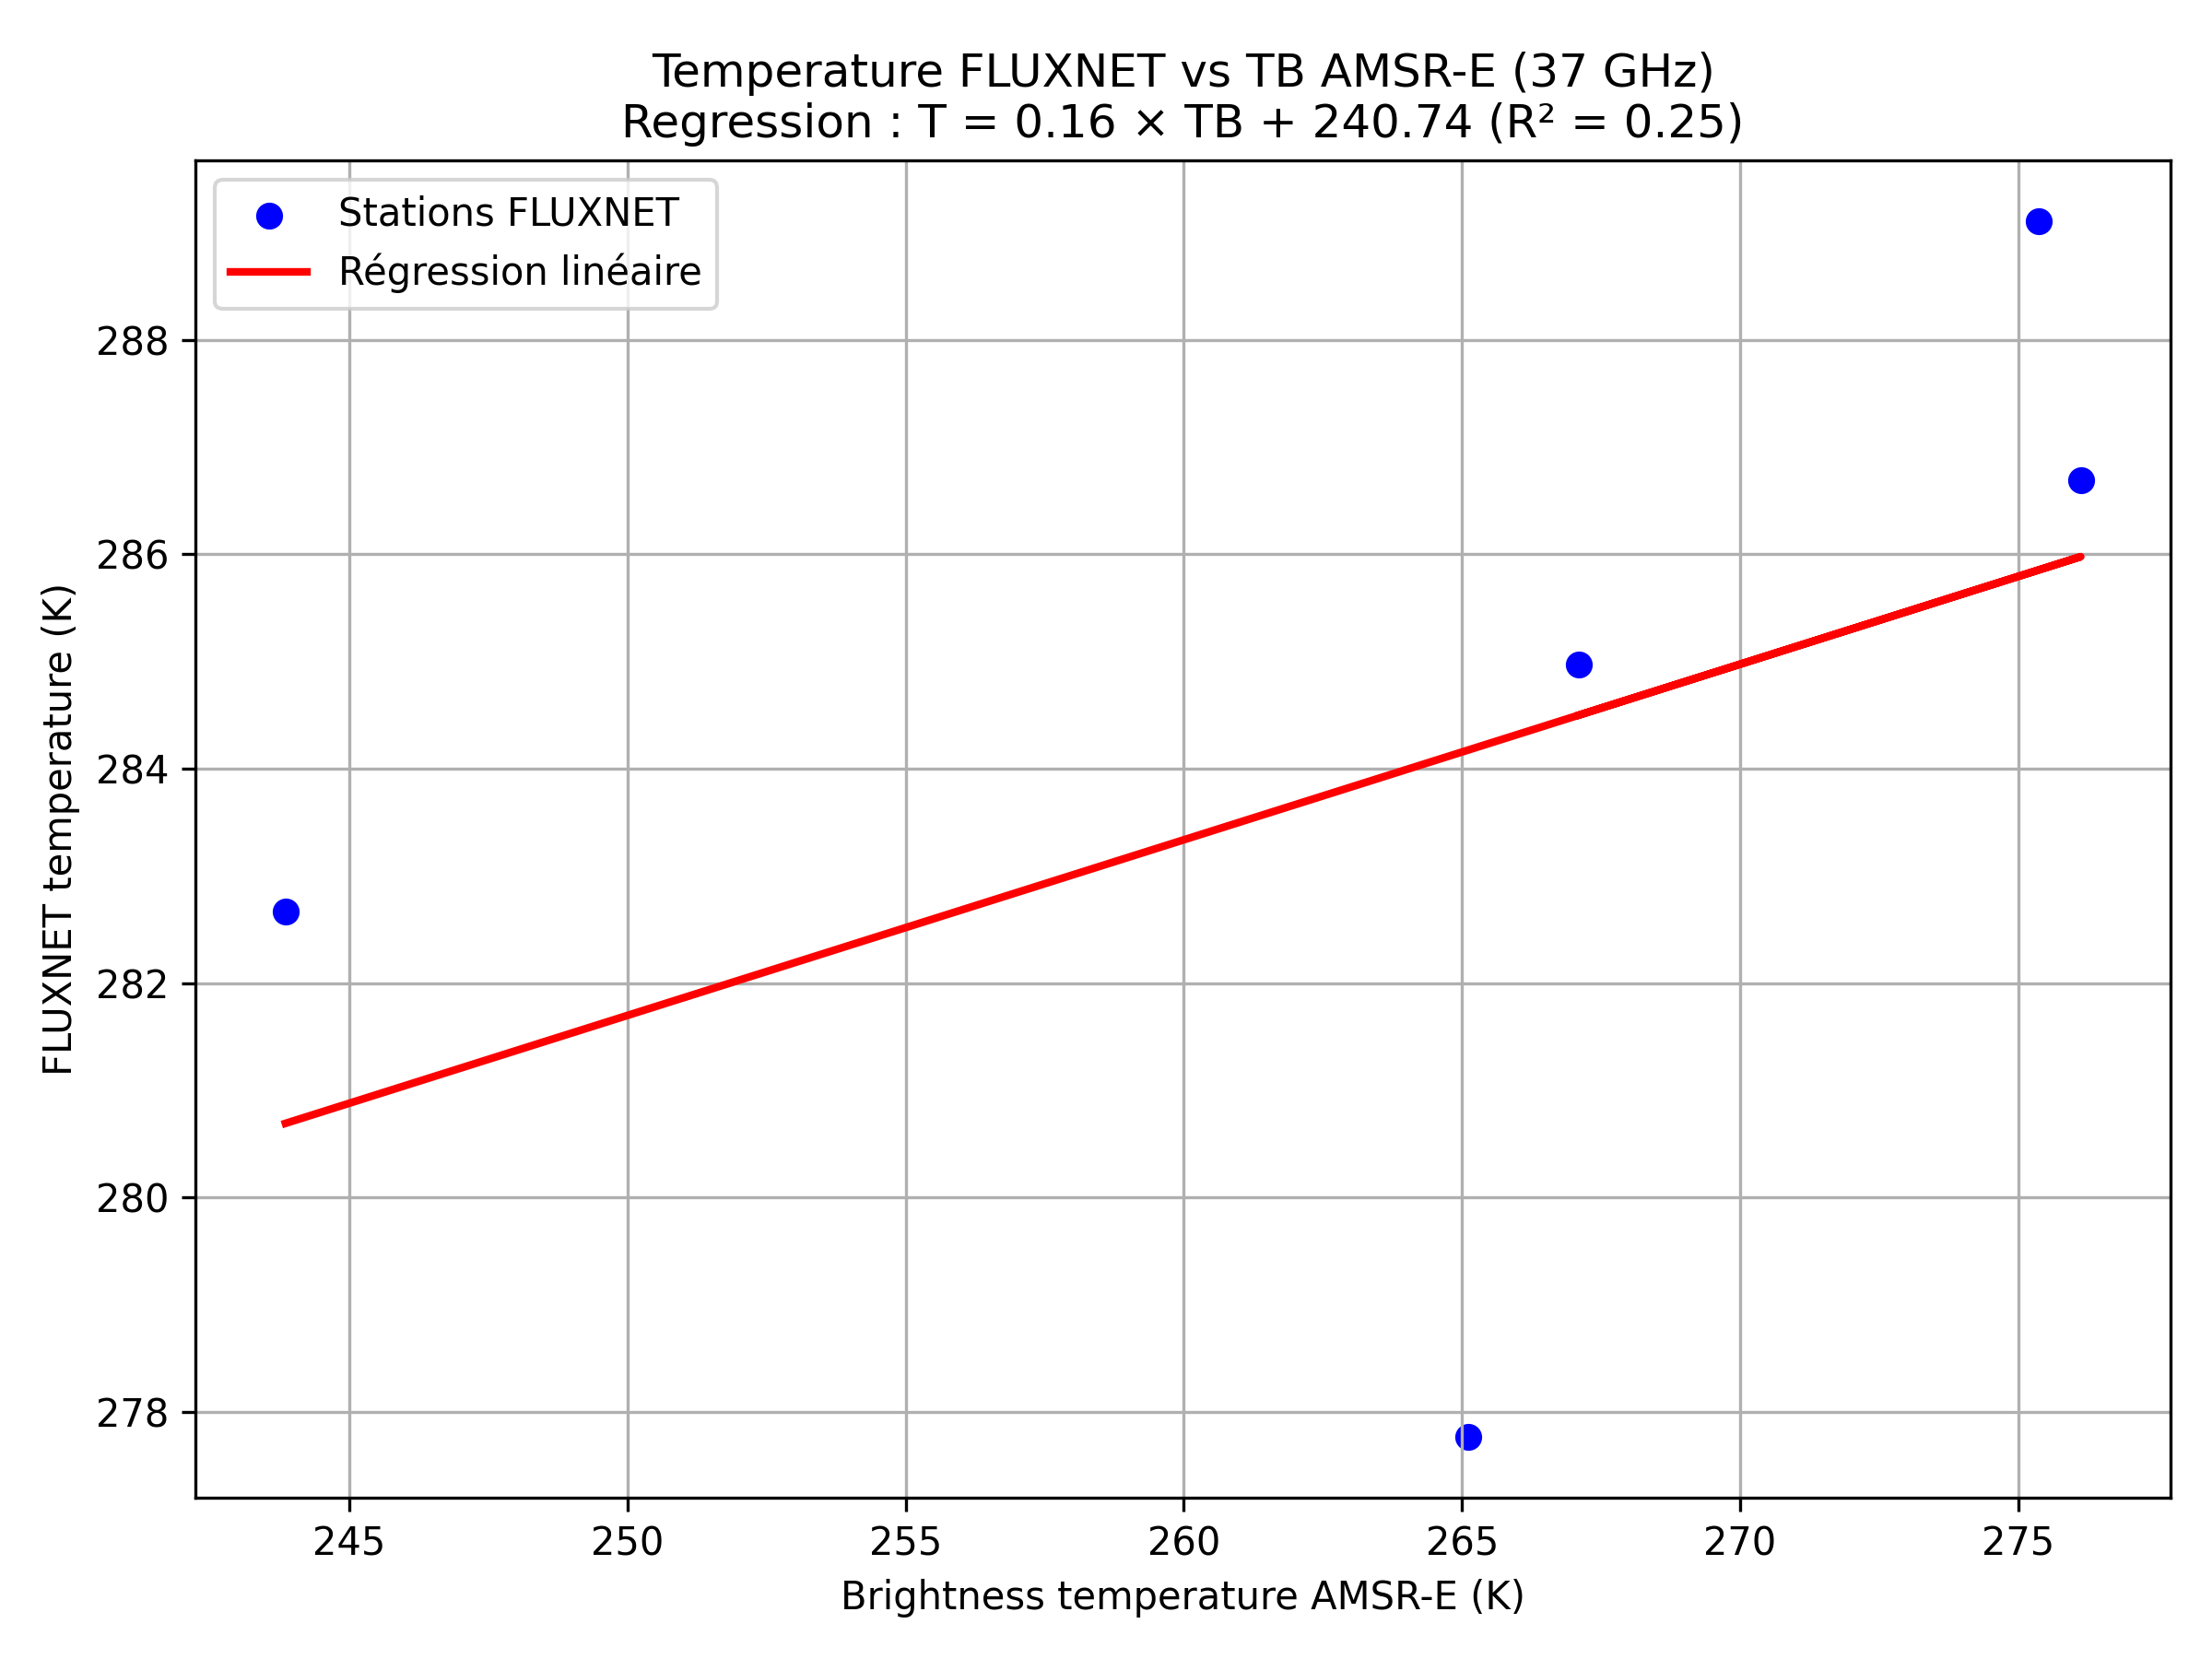 Temperature FLUXNET vs TB AMSR-E (37 GHz)
Regression : T = 0.16 × TB + 240.74 (R² = 0.25)
Stations FLUXNET
Régression linéaire
FLUXNET temperature (K)
288
286
284
282
280
278
245 250 255 260 265 270 275
Brightness temperature AMSR-E (K)